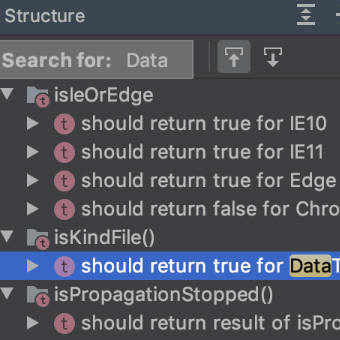 Structure
Search for: Data
isIeOrEdge
t should return true for IE10
t should return true for IE11
t should return true for Edge
t should return false for Chro
isKindFile()
t should return true for DataT
isPropagationStopped()
t should return result of isPro